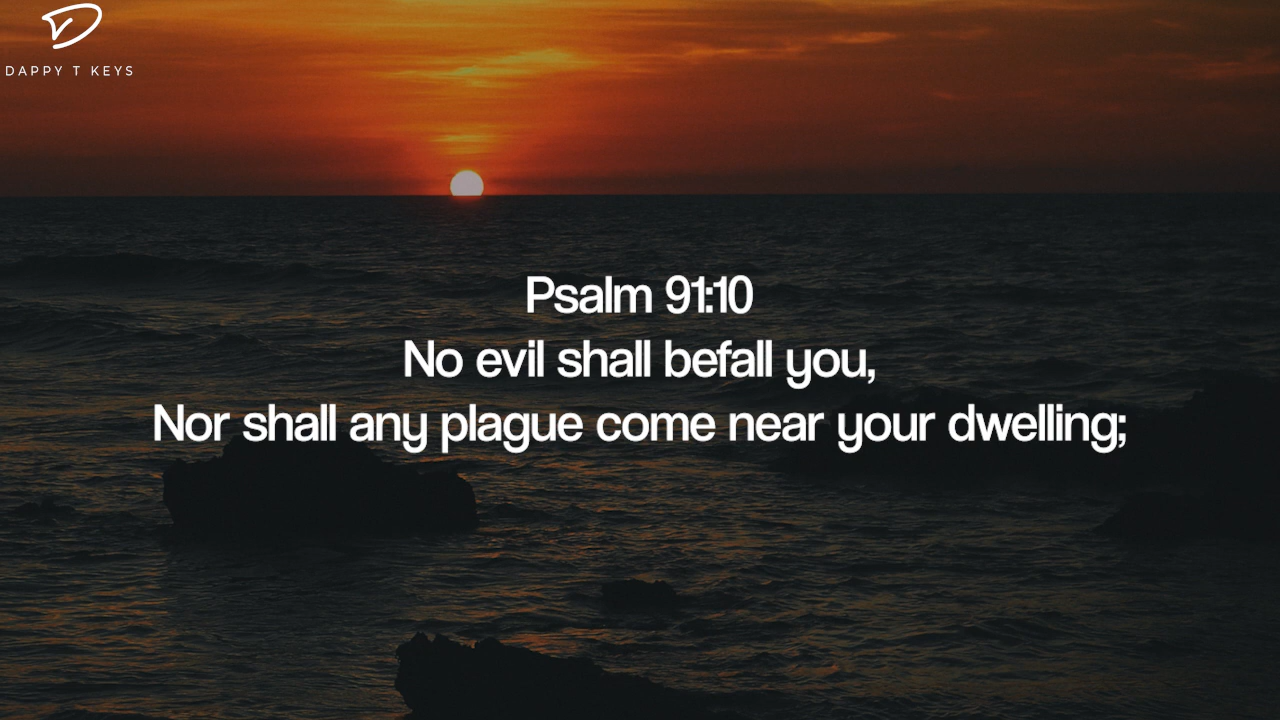 DAPPY T KEYS
Psalm 91:10
No evil shall befall you,
Nor shall any plague come near your dwelling;